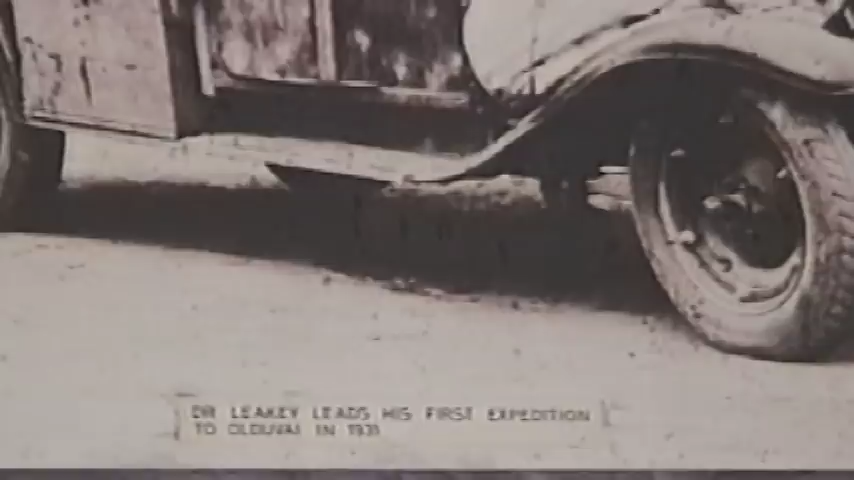 DR LEAKEY LEADS HIS FIRST EXPEDITION
TO OLDUVAI IN 1931